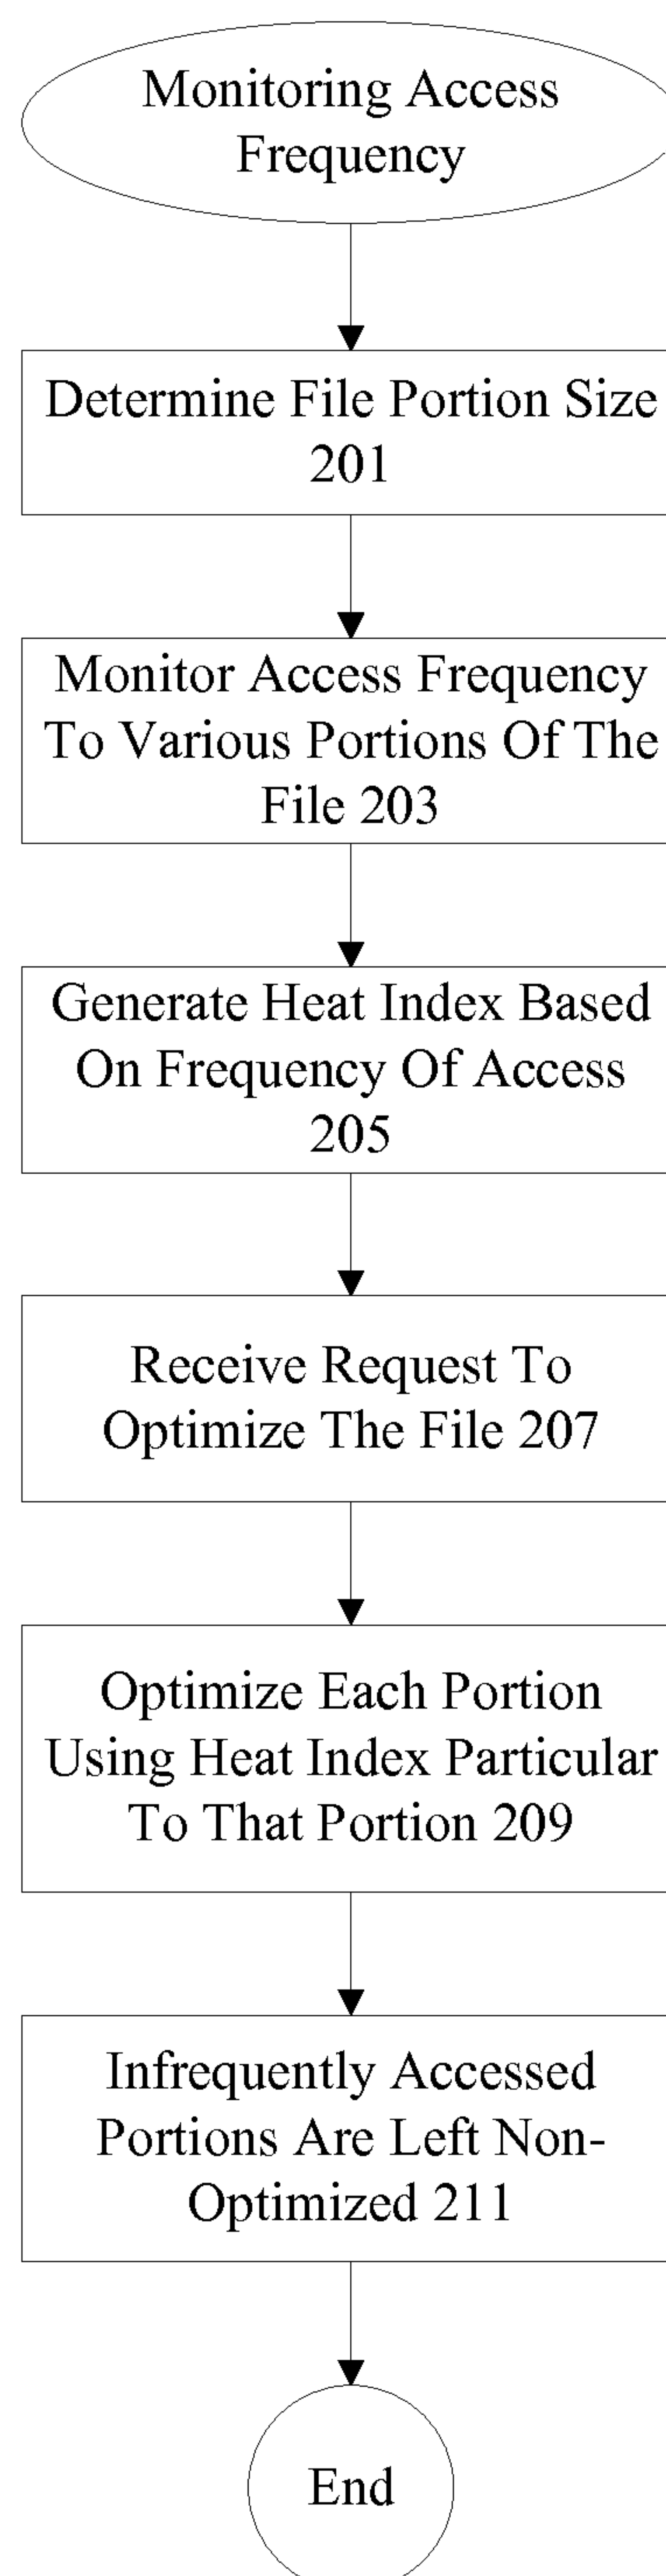 Monitoring Access
Frequency
Determine File Portion Size
201
Monitor Access Frequency
To Various Portions Of The
File 203
Generate Heat Index Based
On Frequency Of Access
205
Receive Request To
Optimize The File 207
Optimize Each Portion
Using Heat Index Particular
To That Portion 209
Infrequently Accessed
Portions Are Left Non-
Optimized 211
End